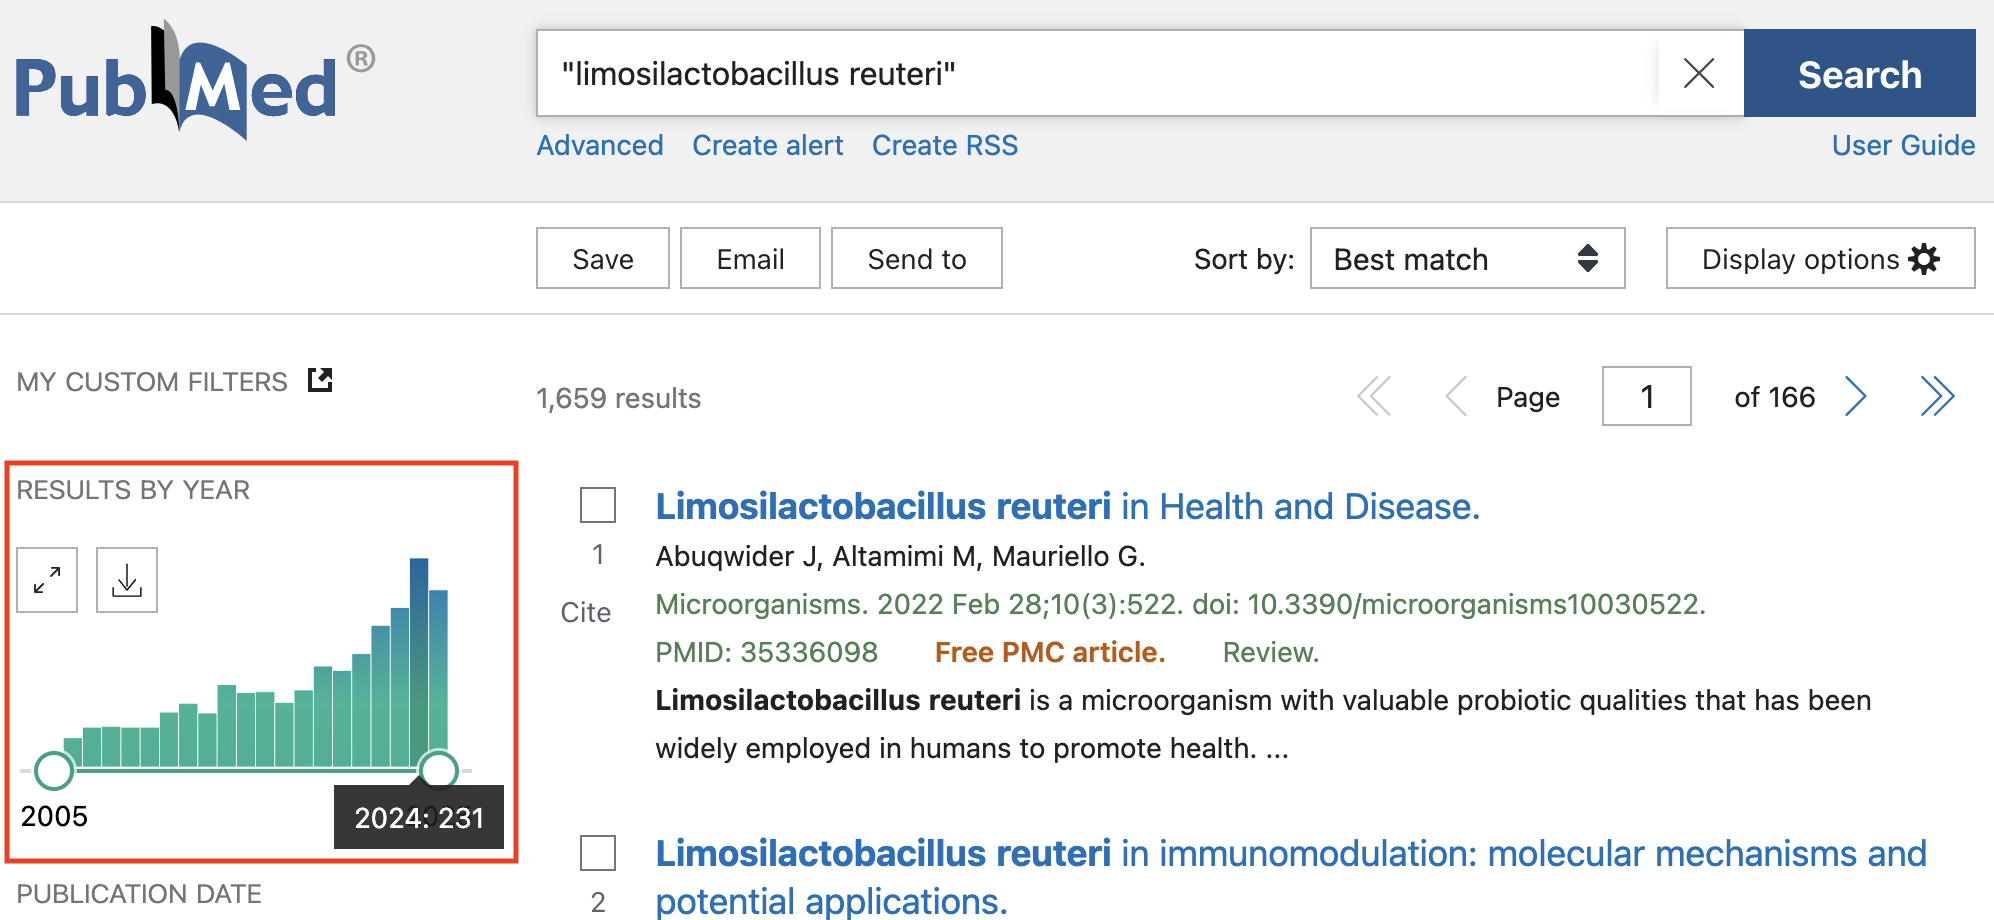 PubMed®
"limosilactobacillus reuteri"
Search
Advanced Create alert Create RSS User Guide
Save Email Send to Sort by: Best match Display options
MY CUSTOM FILTERS
1,659 results Page 1 of 166
RESULTS BY YEAR
2005
2024: 231
PUBLICATION DATE
Limosilactobacillus reuteri in Health and Disease.
1 Abuqwider J, Altamimi M, Mauriello G.
Cite Microorganisms. 2022 Feb 28;10(3):522. doi: 10.3390/microorganisms10030522.
PMID: 35336098 Free PMC article. Review.
Limosilactobacillus reuteri is a microorganism with valuable probiotic qualities that has been
widely employed in humans to promote health. ...
Limosilactobacillus reuteri in immunomodulation: molecular mechanisms and
2 potential applications.